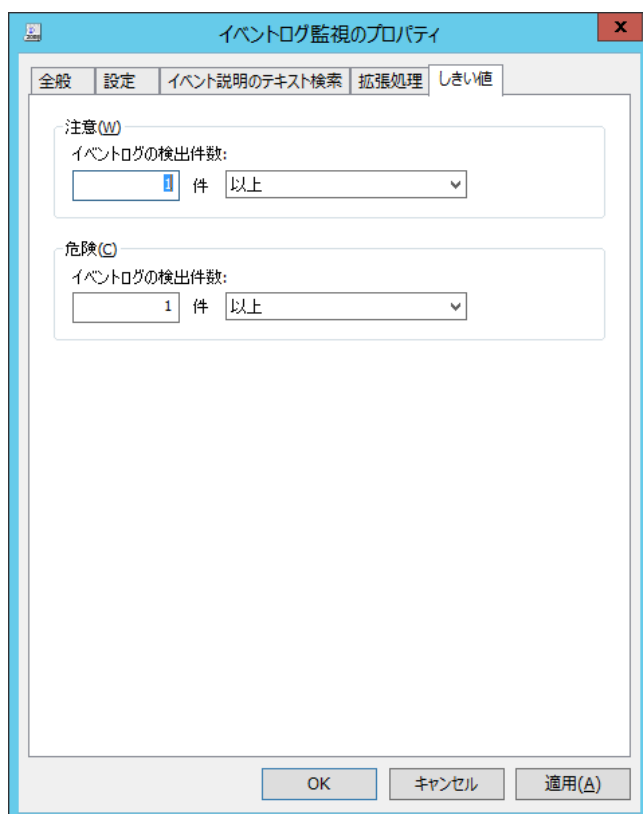 イベントログ監視のプロパティ
x
全般 設定 イベント説明のテキスト検索 拡張処理 しきい値
注意(W)
イベントログの検出件数:
1 件 以上
危険(C)
イベントログの検出件数:
1 件 以上
OK キャンセル 適用(A)